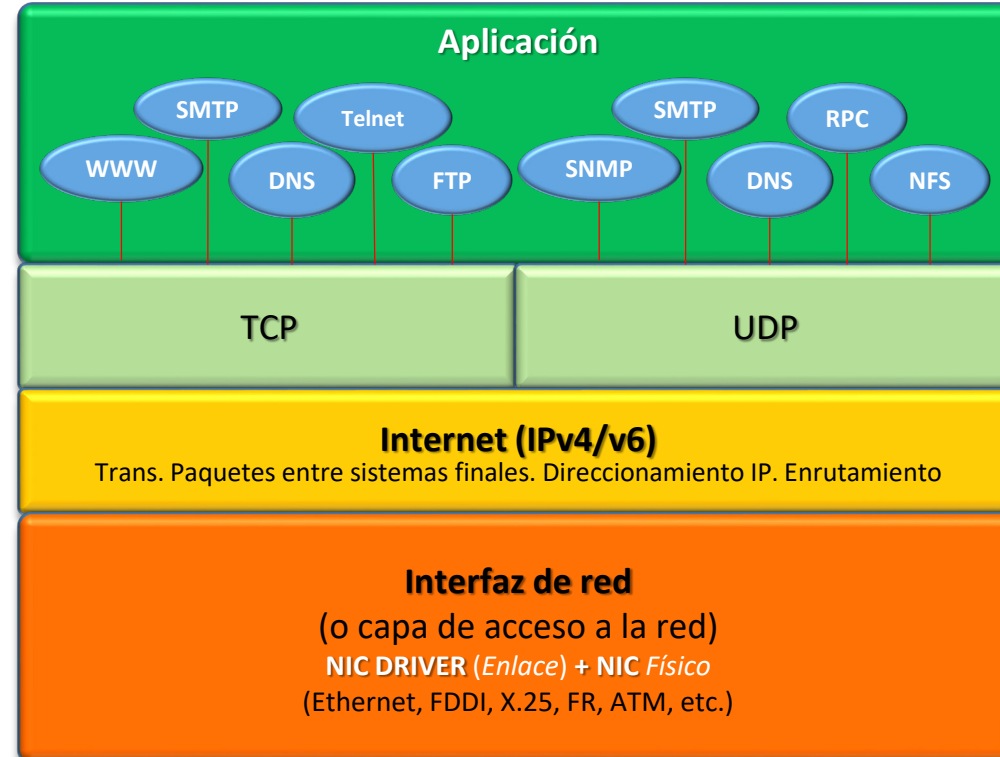 Aplicación
SMTP
Telnet
SMTP
RPC
WWW
DNS
FTP
SNMP
DNS
NFS
TCP
UDP
Internet (IPv4/v6)
Trans. Paquetes entre sistemas finales. Direccionamiento IP. Enrutamiento
Interfaz de red
(o capa de acceso a la red)
NIC DRIVER (Enlace) + NIC Físico
(Ethernet, FDDI, X.25, FR, ATM, etc.)